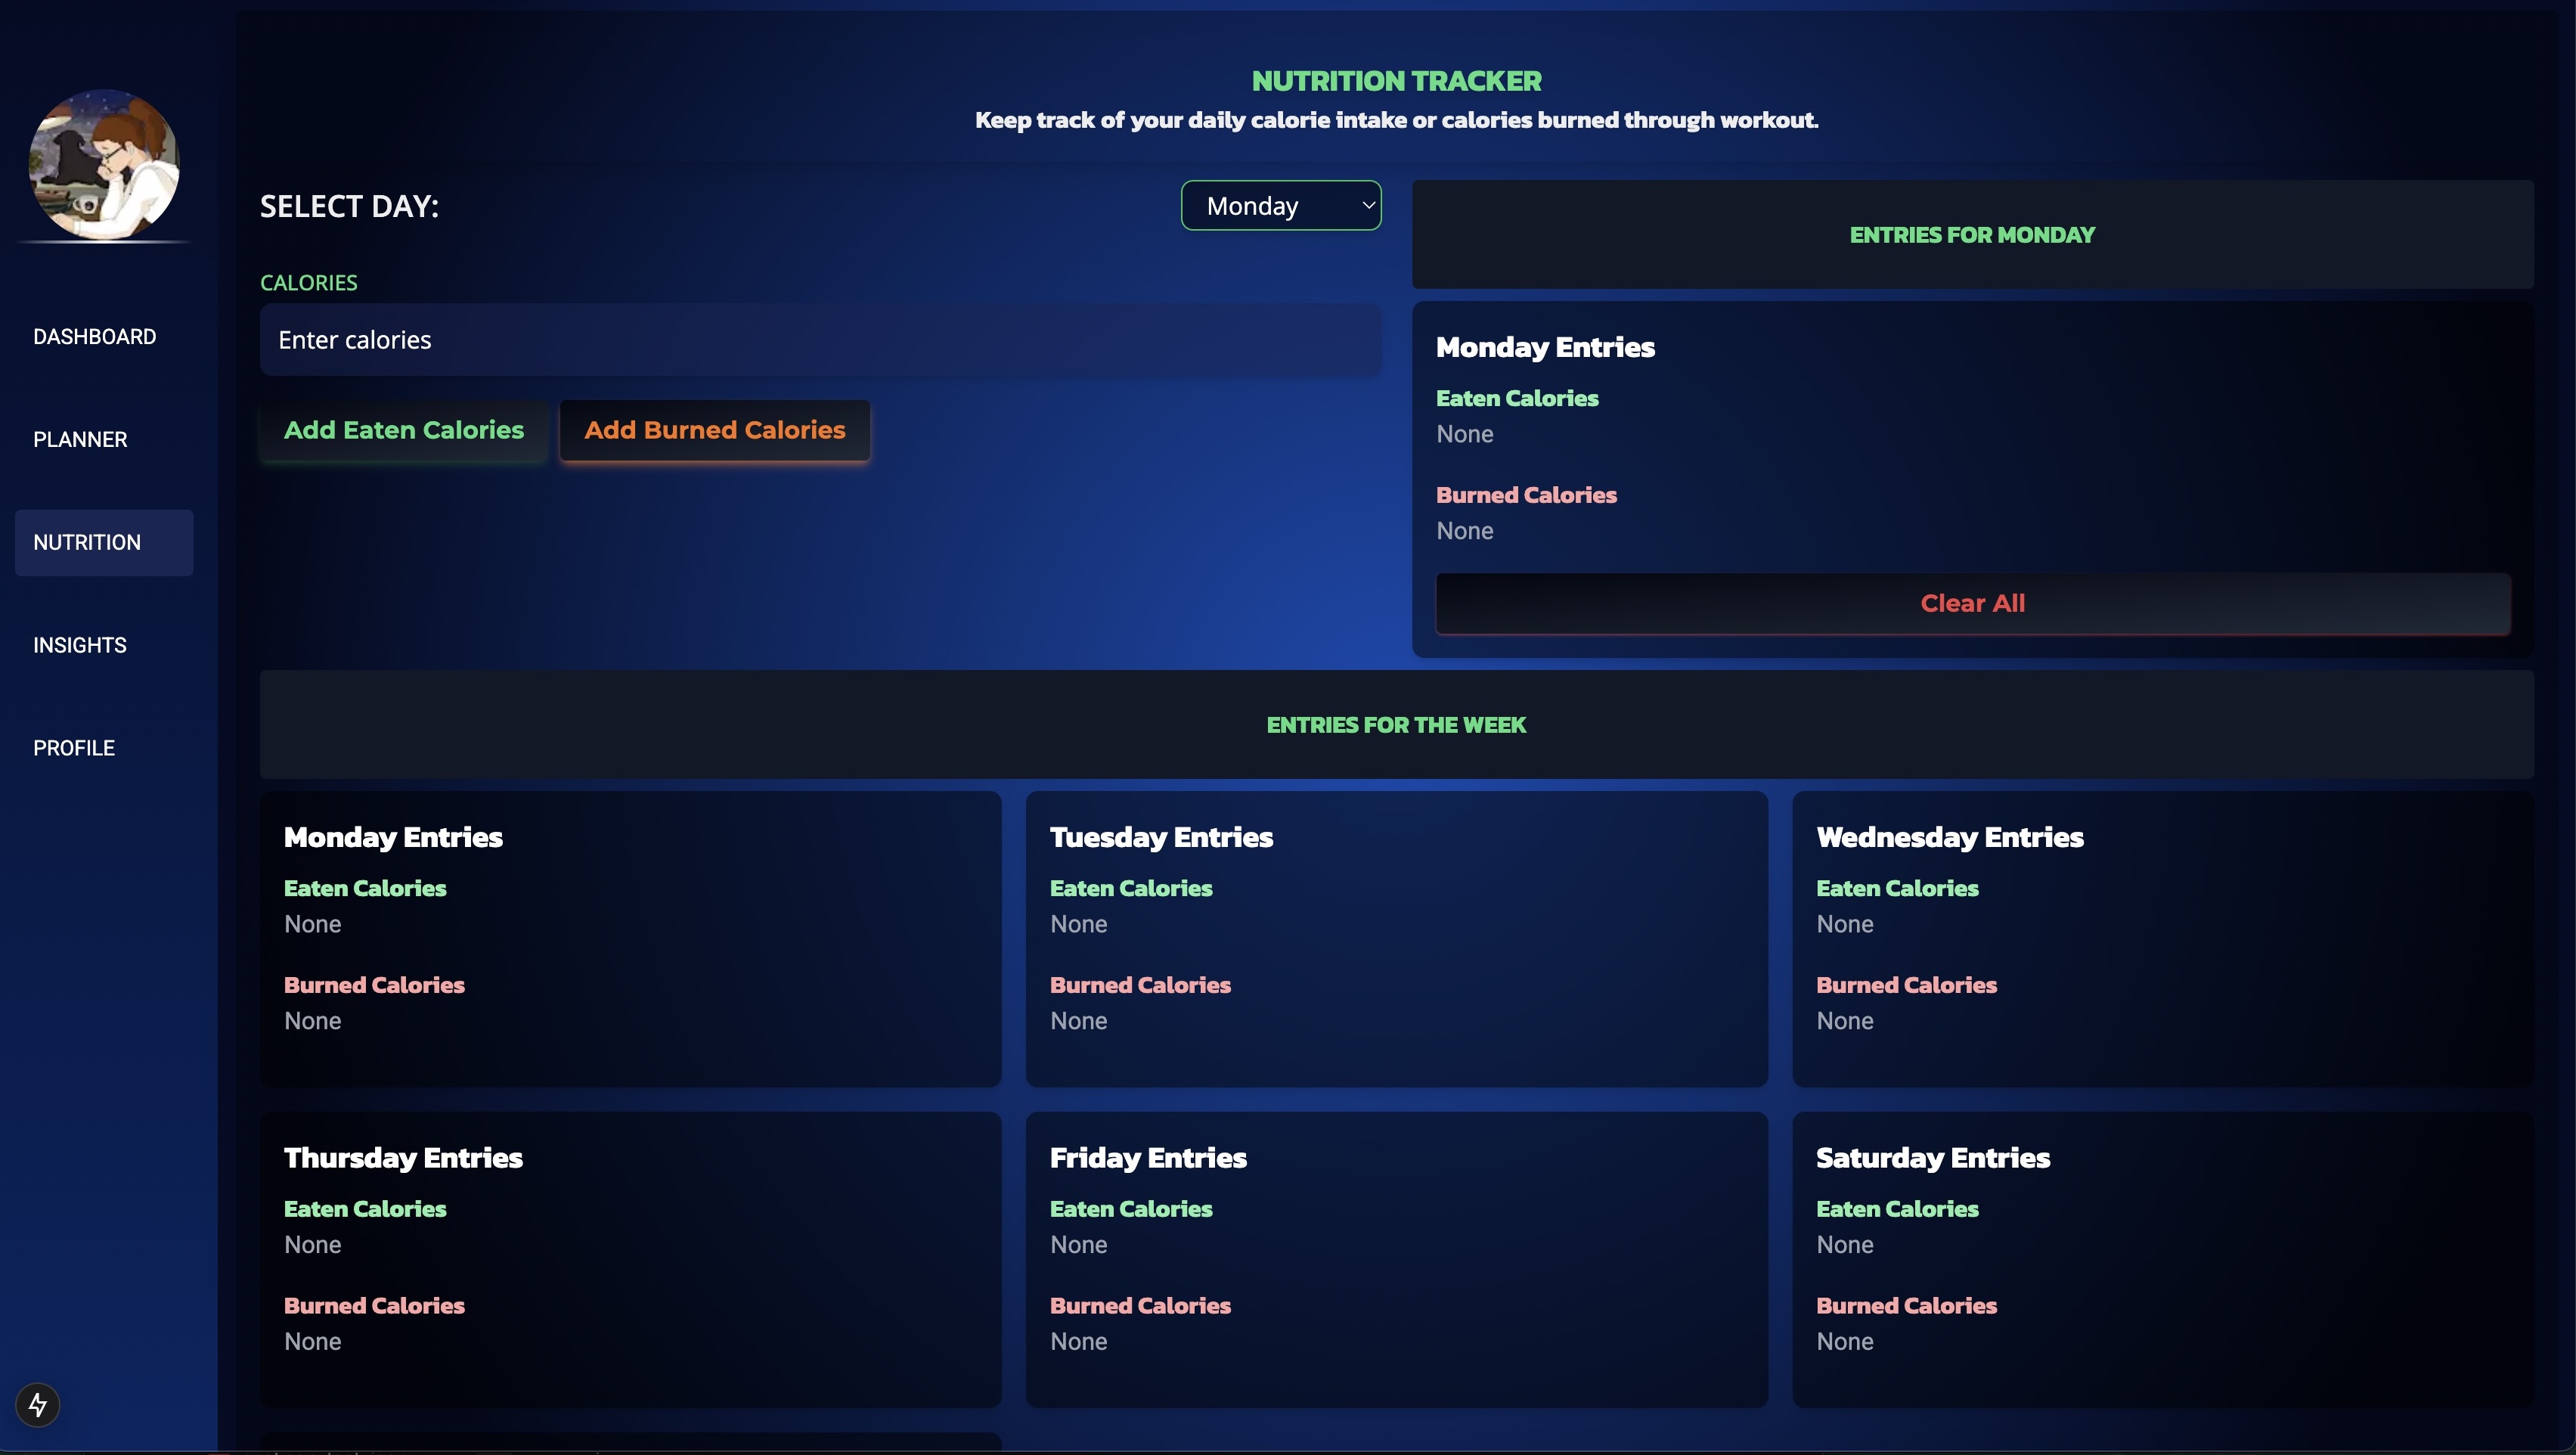 NUTRITION TRACKER
Keep track of your daily calorie intake or calories burned through workout.
DASHBOARD
PLANNER
NUTRITION
INSIGHTS
PROFILE
SELECT DAY:
Monday
CALORIES
Enter calories
Add Eaten Calories
Add Burned Calories
ENTRIES FOR MONDAY
Monday Entries
Eaten Calories
None
Burned Calories
None
Clear All
ENTRIES FOR THE WEEK
Monday Entries
Eaten Calories
None
Burned Calories
None
Tuesday Entries
Eaten Calories
None
Burned Calories
None
Wednesday Entries
Eaten Calories
None
Burned Calories
None
Thursday Entries
Eaten Calories
None
Burned Calories
None
Friday Entries
Eaten Calories
None
Burned Calories
None
Saturday Entries
Eaten Calories
None
Burned Calories
None